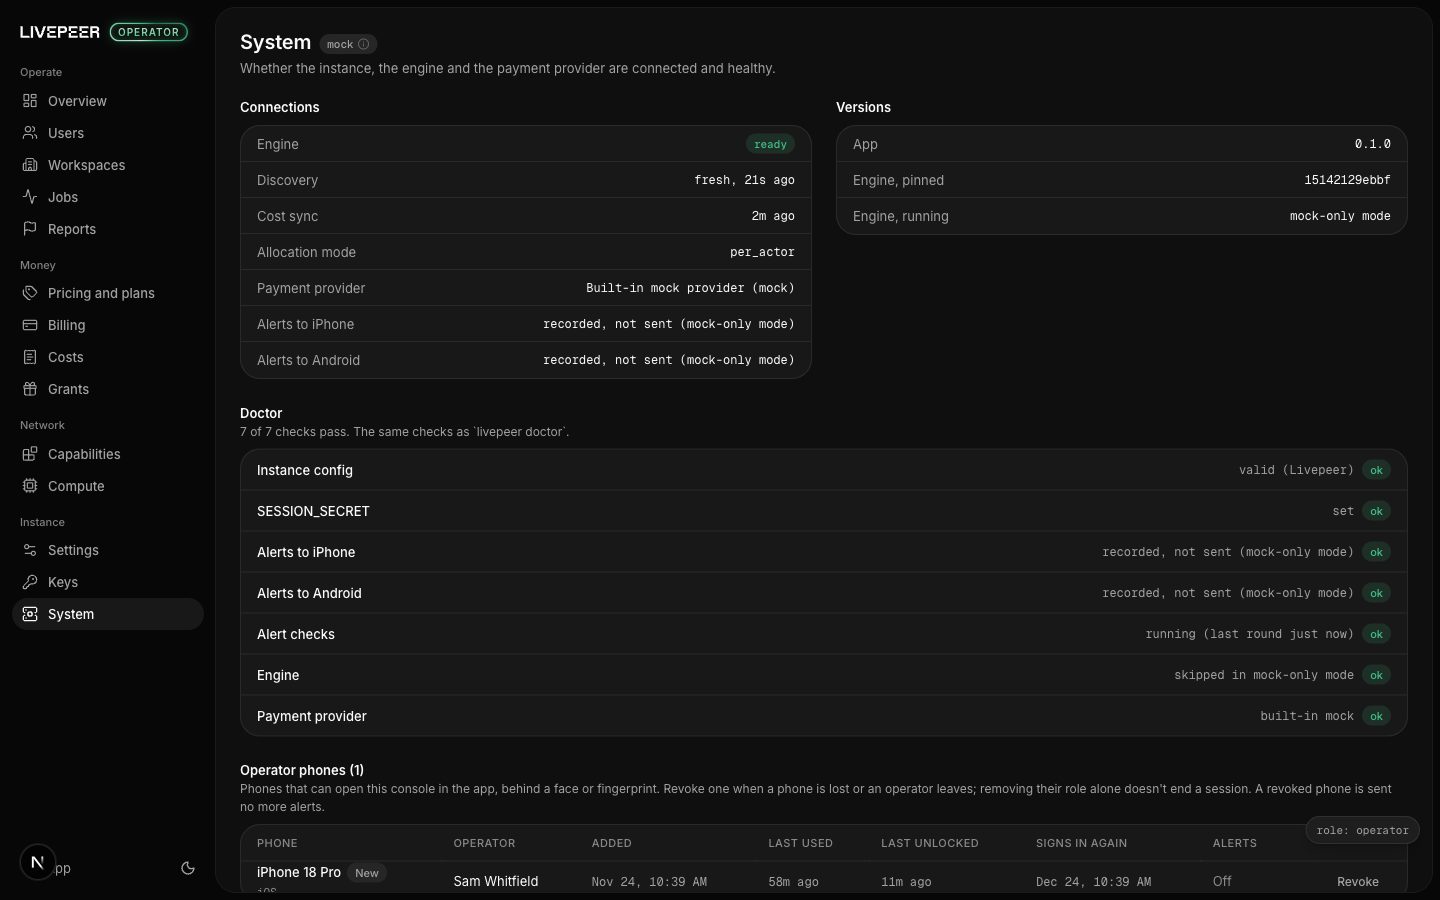 LIVEPEER OPERATOR
Operate
Overview
Users
Workspaces
Jobs
Reports
Money
Pricing and plans
Billing
Costs
Grants
Network
Capabilities
Compute
Instance
Settings
Keys
System
N
pp
System mock
Whether the instance, the engine and the payment provider are connected and healthy.
Connections
Engine ready
Discovery fresh, 21s ago
Cost sync 2m ago
Allocation mode per_actor
Payment provider Built-in mock provider (mock)
Alerts to iPhone recorded, not sent (mock-only mode)
Alerts to Android recorded, not sent (mock-only mode)
Versions
App 0.1.0
Engine, pinned 15142129ebbf
Engine, running mock-only mode
Doctor
7 of 7 checks pass. The same checks as `livepeer doctor`.
Instance config valid (Livepeer) ok
SESSION_SECRET set ok
Alerts to iPhone recorded, not sent (mock-only mode) ok
Alerts to Android recorded, not sent (mock-only mode) ok
Alert checks running (last round just now) ok
Engine skipped in mock-only mode ok
Payment provider built-in mock ok
Operator phones (1)
Phones that can open this console in the app, behind a face or fingerprint. Revoke one when a phone is lost or an operator leaves; removing their role alone doesn't end a session. A revoked phone is sent
no more alerts.
role: operator
PHONE OPERATOR ADDED LAST USED LAST UNLOCKED SIGNS IN AGAIN ALERTS
iPhone 18 Pro New Sam Whitfield Nov 24, 10:39 AM 58m ago 11m ago Dec 24, 10:39 AM Off Revoke
iOS